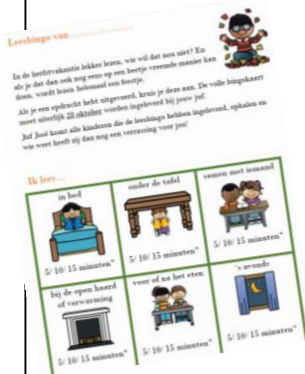 Leesbingo van ..................
In de herfstvakantie lekker lezen, wie wil dat nou niet? En
als je dat dan ook nog eens op een beetje vreemde manier kan
doen, wordt lezen helemaal een feestje.
Als je een opdracht hebt uitgevoerd, kruis je deze aan. De volle bingokaart
moet uiterlijk 28 oktober worden ingeleverd bij jouw juf.
Juf José komt alle kinderen die de leesbingo hebben ingeleverd, ophalen en
wie weet heeft zij dan nog een verrassing voor jou!
Ik lees...
in bed
onder de tafel
samen met iemand
5/ 10/ 15 minuten*
5/ 10/ 15 minuten*
5/ 10/ 15 minuten*
bij de open haard
of verwarming
voor of na het eten
's avonds
5/ 10/ 15 minuten*
5/ 10/ 15 minuten*
5/ 10/ 15 minuten*